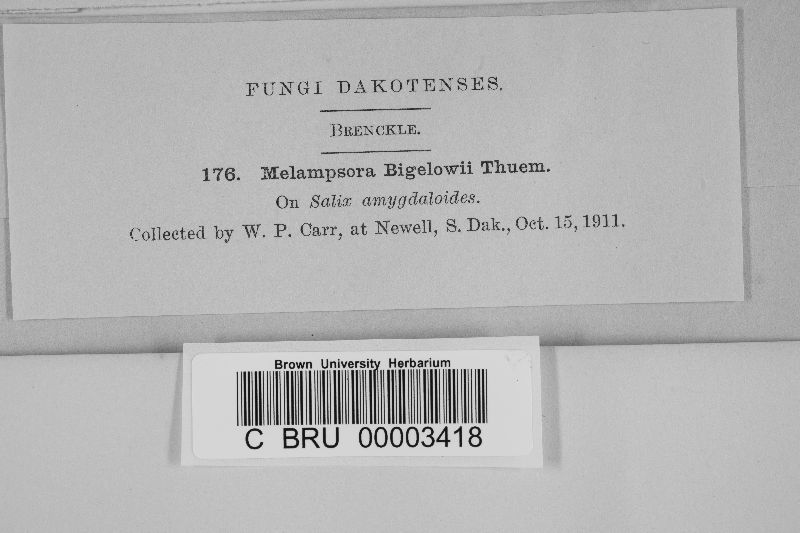 FUNGI DAKOTENSES.
BRENCKLE.
176. Melampsora Bigelowii Thuem.
On Salix amygdaloides.
Collected by W. P. Carr, at Newell, S. Dak., Oct. 15, 1911.
Brown University Herbarium
C BRU 00003418